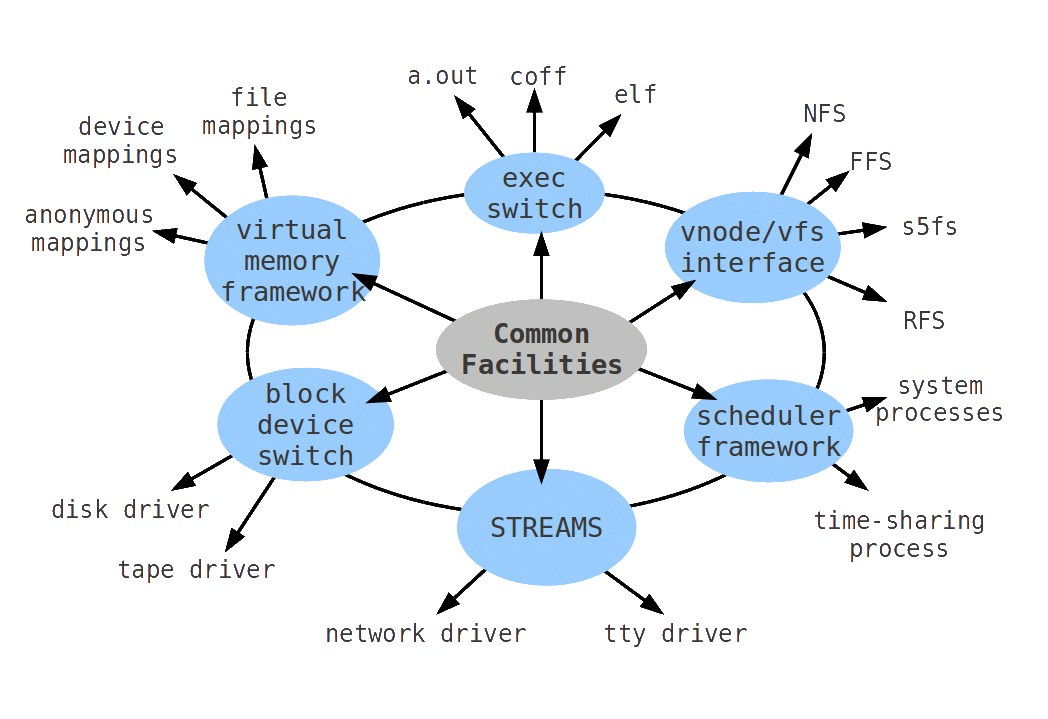 a.out
coff
elf
file
mappings
device
mappings
anonymous
mappings
NFS
FFS
s5fs
RFS
exec
switch
virtual
memory
framework
vnode/vfs
interface
Common
Facilities
block
device
switch
scheduler
framework
system
processes
time-sharing
process
STREAMS
disk driver
tape driver
network driver
tty driver